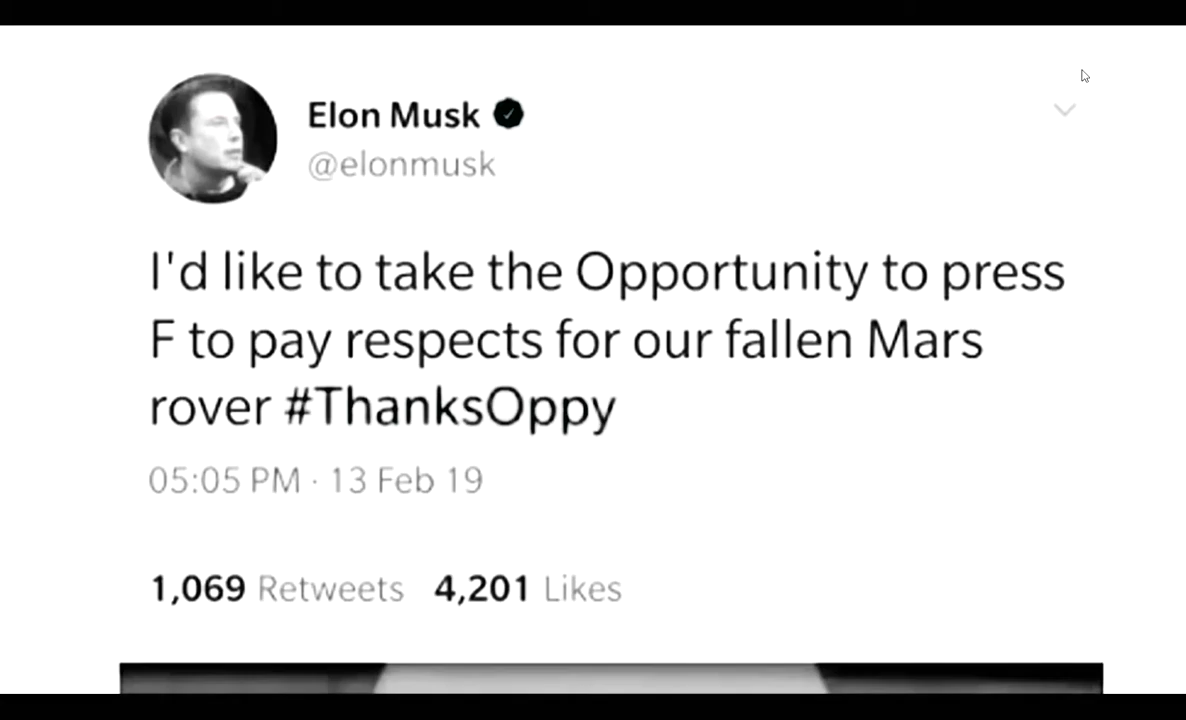 Elon Musk
@elonmusk
I'd like to take the Opportunity to press
F to pay respects for our fallen Mars
rover #ThanksOppy
05:05 PM · 13 Feb 19
1,069 Retweets 4,201 Likes